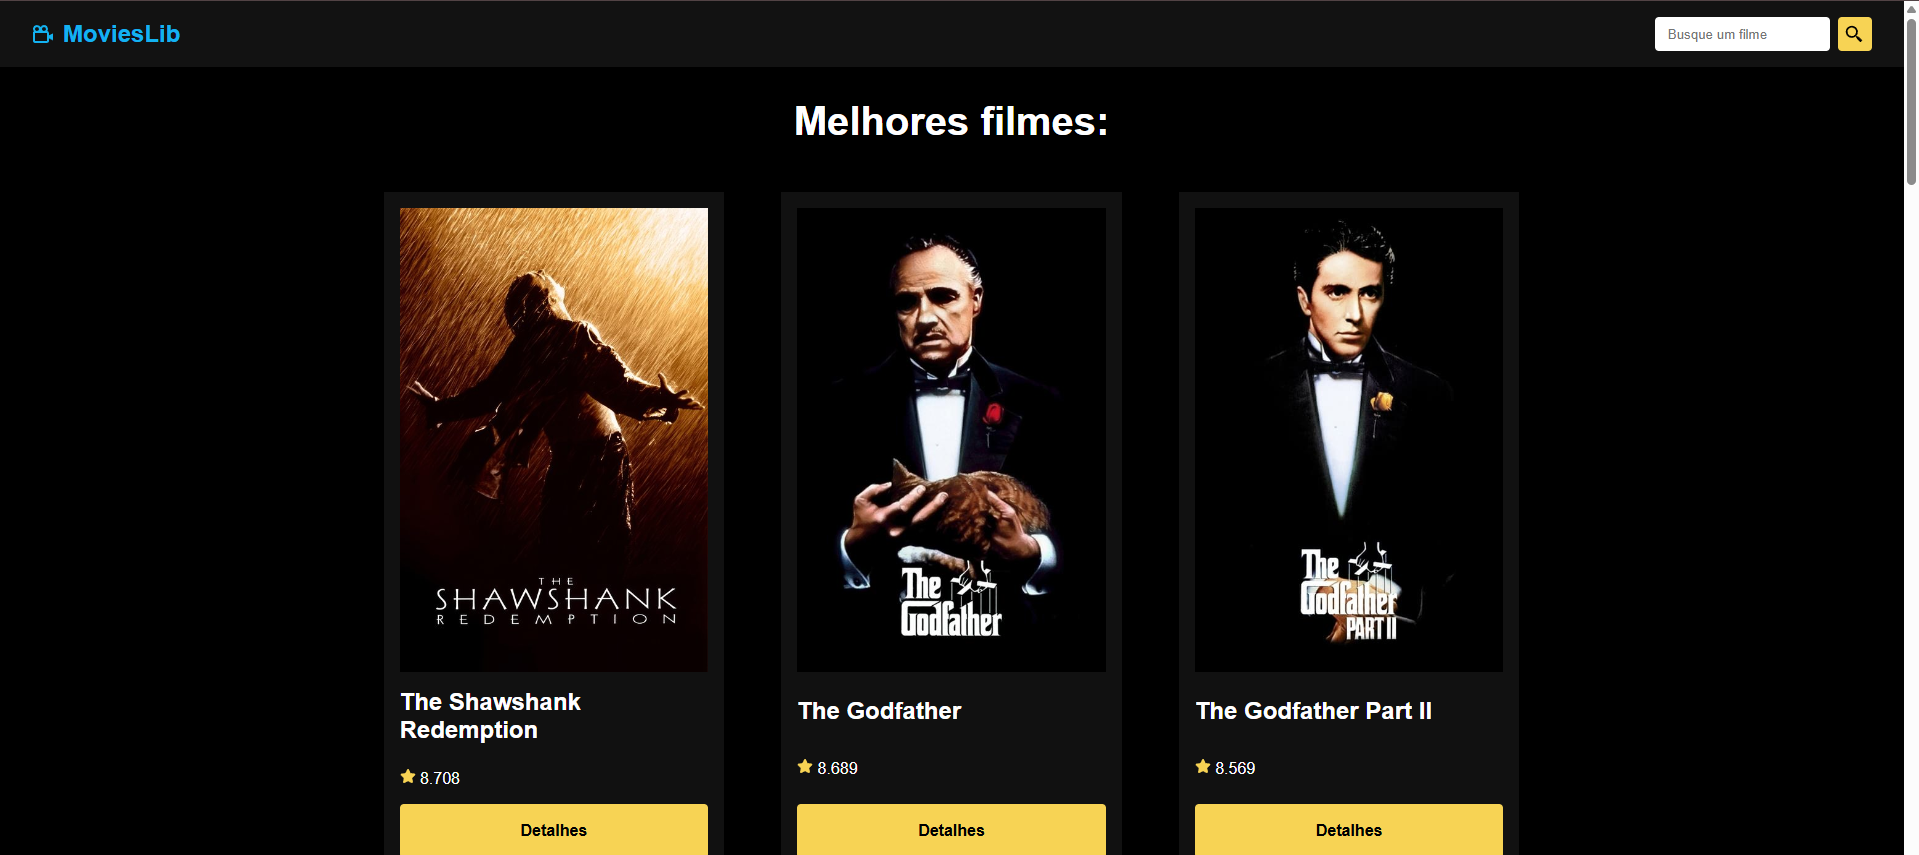 MoviesLib
Busque um filme
Melhores filmes:
THE
SHAWSHANK
REDEMPTION
The
Godfather
The
Godfather
PART II
The Shawshank
Redemption
The Godfather
The Godfather Part II
8.708
8.689
8.569
Detalhes
Detalhes
Detalhes